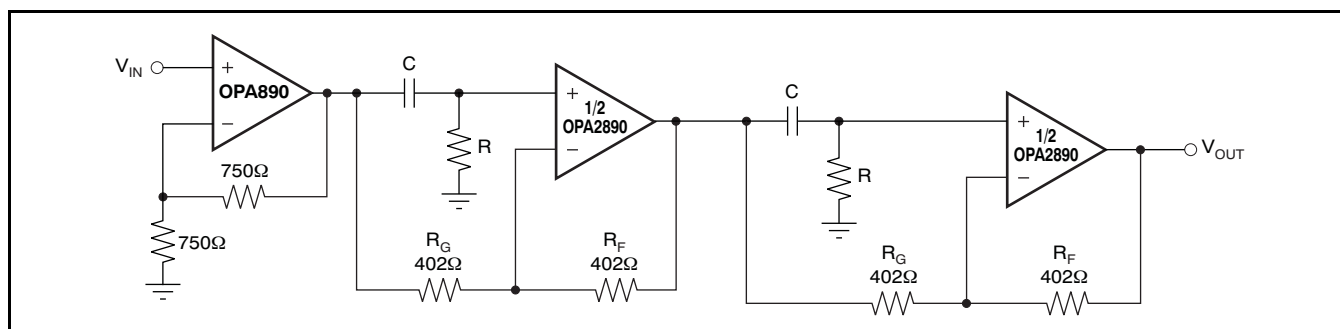 V_IN
+
OPA890
−
750Ω
750Ω
C
R
+
1/2
OPA2890
−
R_G
402Ω
R_F
402Ω
C
R
+
1/2
OPA2890
−
R_G
402Ω
R_F
402Ω
V_OUT